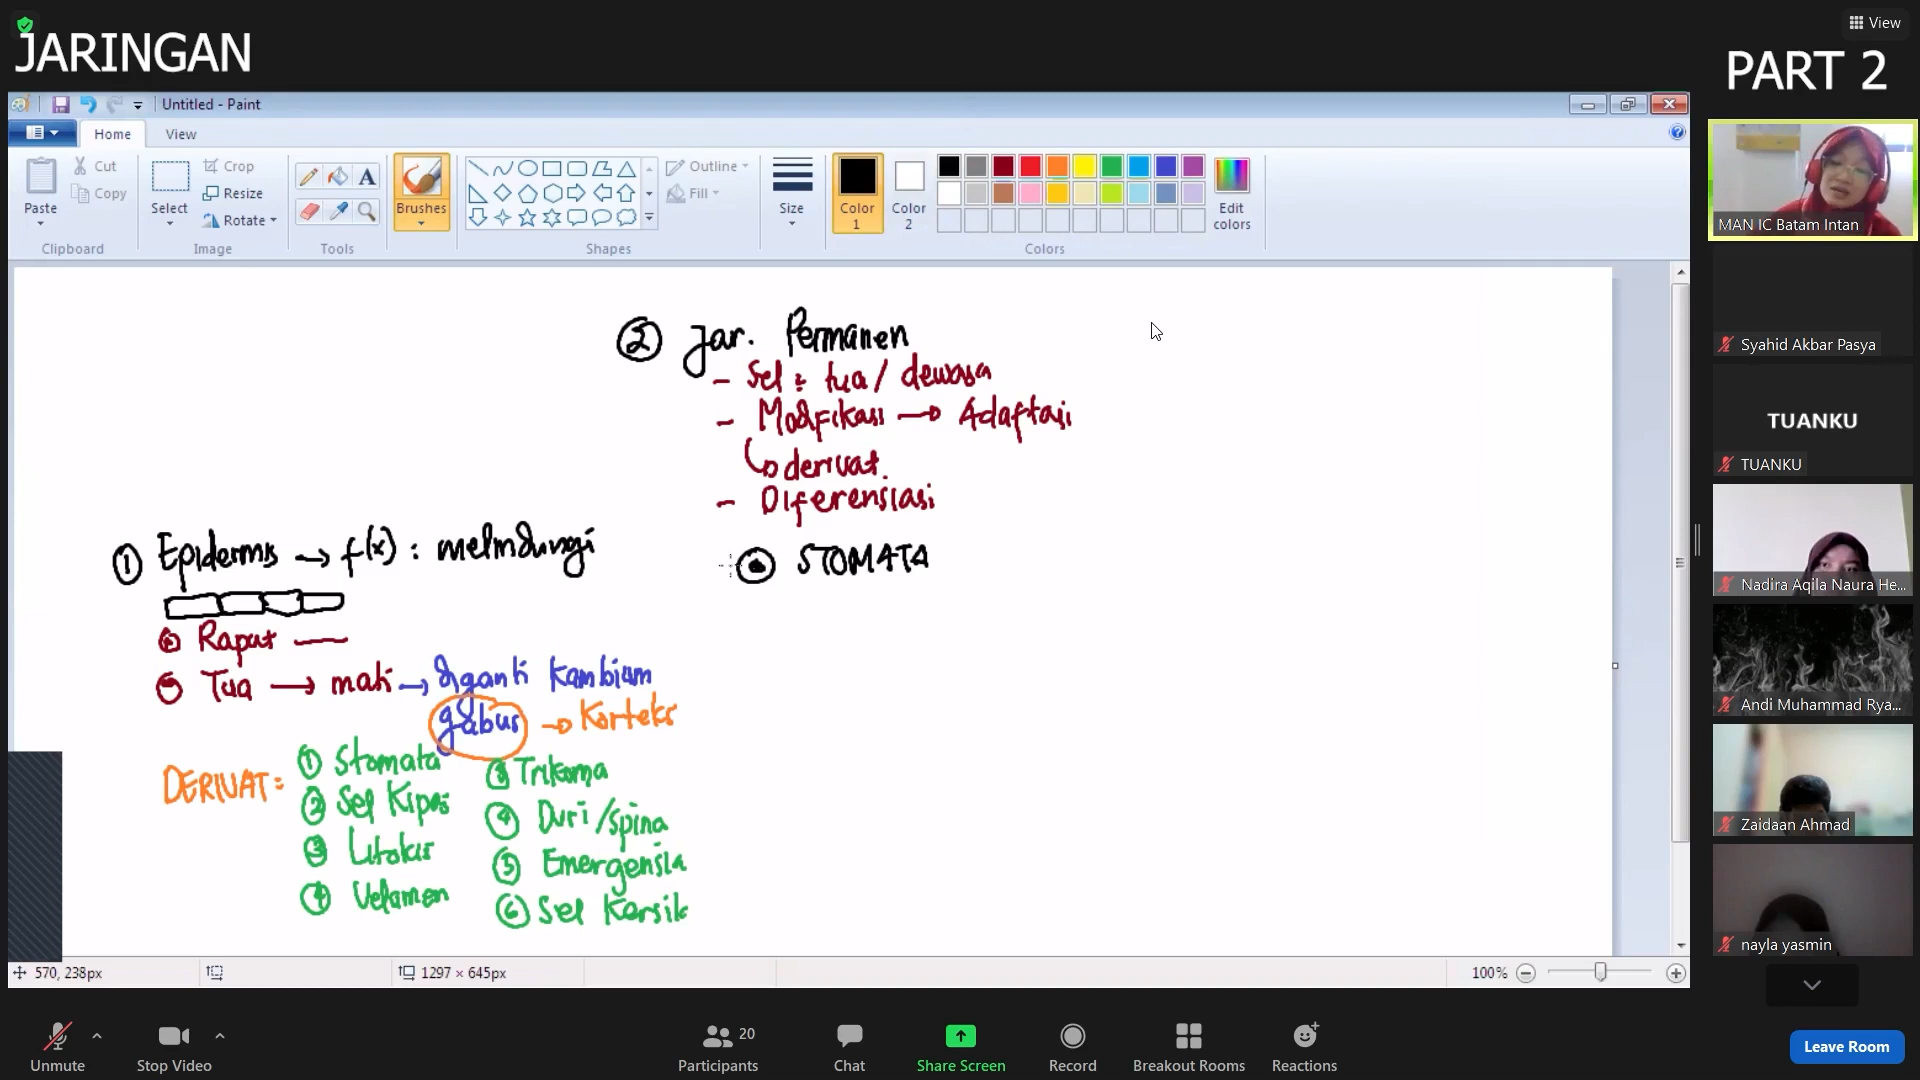 JARINGAN
View
PART 2
Untitled - Paint
Home
View
Paste
Cut
Copy
Clipboard
Select
Crop
Resize
Rotate
Image
Tools
Brushes
Shapes
Outline
Fill
Size
Color 1
Color 2
Edit colors
Colors
2 Jar. Permanen
- Sel : tua / dewasa
- Modifikasi → Adaptasi
derivat.
- Diferensiasi
STOMATA
1 Epidermis → f(x) : melindungi
Rapat
Tua → mati → diganti Kambium
gabus → Korteks
DERIVAT:
1 Stomata
2 Sel Kipas
3 Litokis
4 Velamen
3 Trikoma
4 Duri/spina
5 Emergensia
6 Sel Kersik
570, 238px
1297 × 645px
100%
MAN IC Batam Intan
Syahid Akbar Pasya
TUANKU
TUANKU
Nadira Aqila Naura He...
Andi Muhammad Rya...
Zaidaan Ahmad
nayla yasmin
Unmute
Stop Video
Participants
20
Chat
Share Screen
Record
Breakout Rooms
Reactions
Leave Room